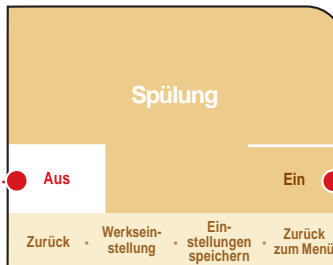 Spülung
Aus Ein
Zurück • Werksein-
stellung • Ein-
stellungen
speichern • Zurück
zum Menü